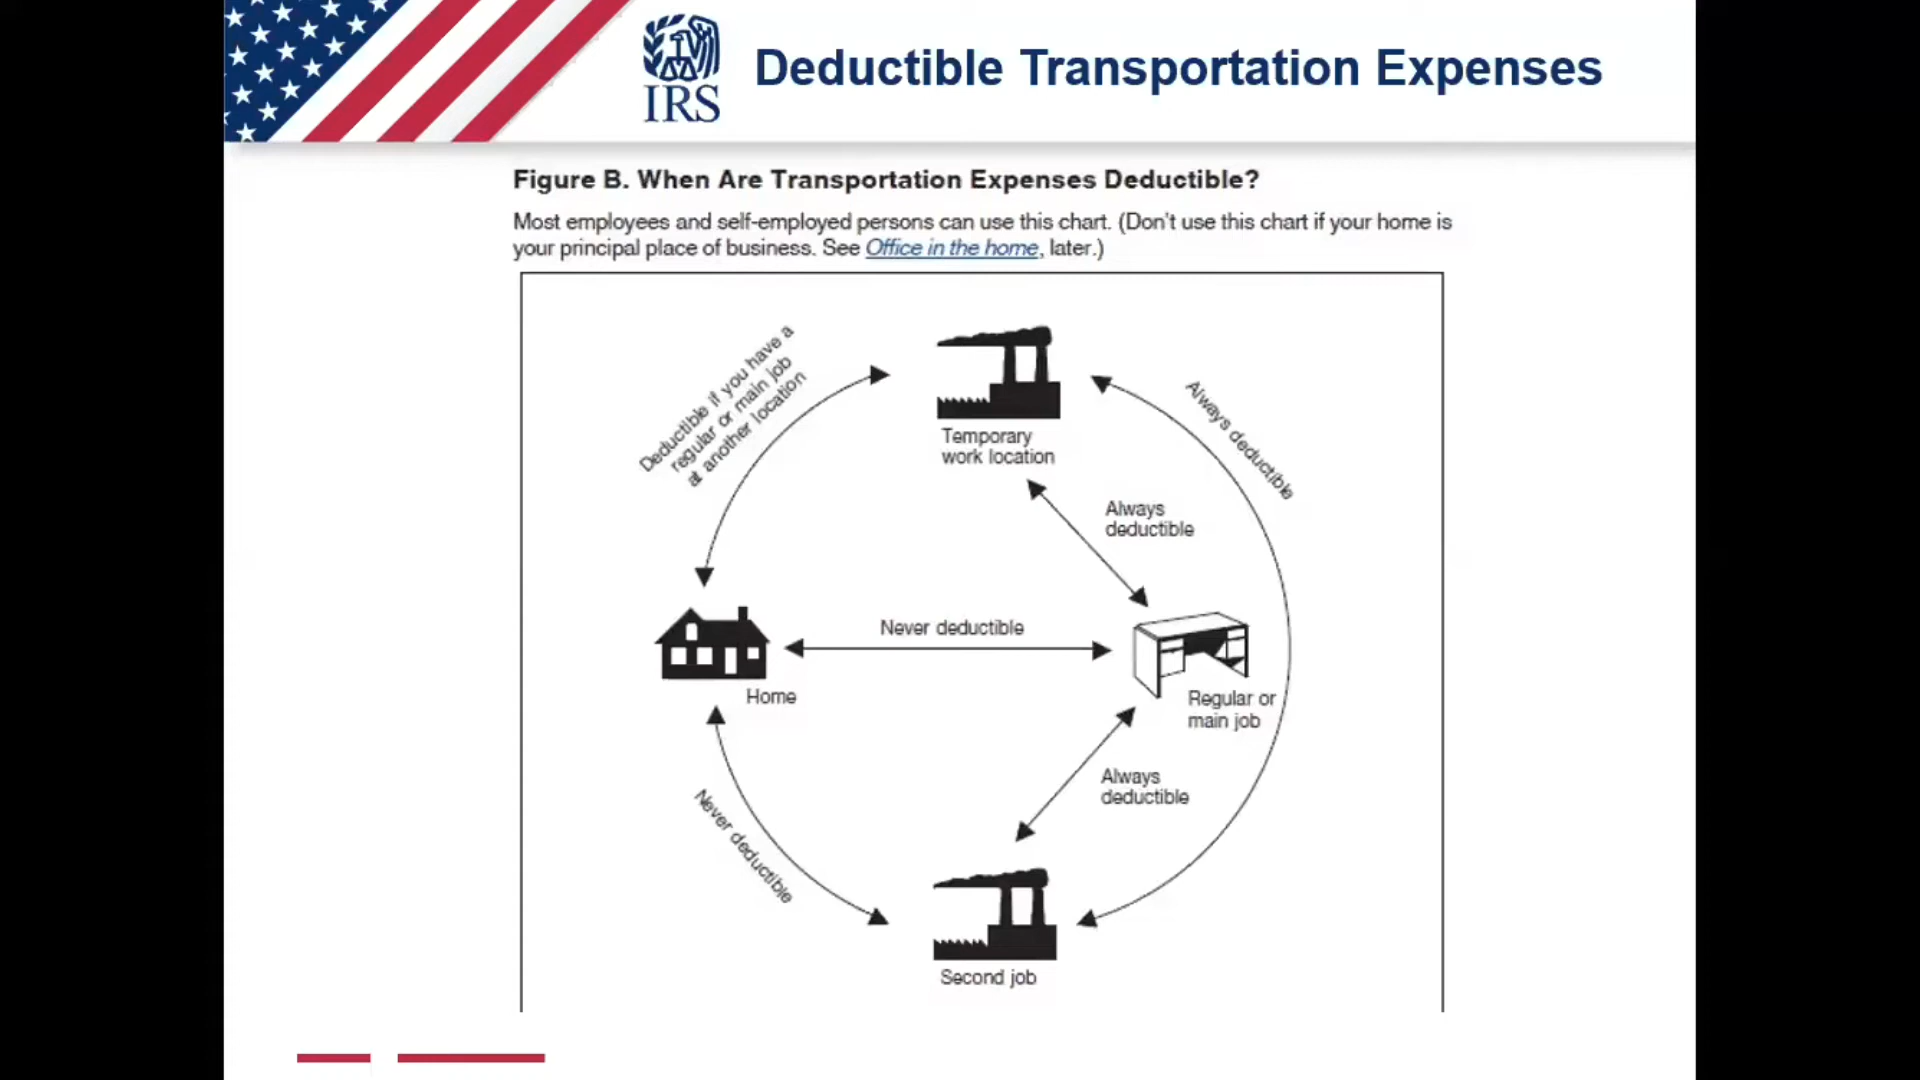 IRS
Deductible Transportation Expenses
Figure B. When Are Transportation Expenses Deductible?
Most employees and self-employed persons can use this chart. (Don't use this chart if your home is
your principal place of business. See Office in the home, later.)
Deductible if you have a
regular or main job
at another location
Temporary
work location
Always deductible
Always
deductible
Never deductible
Home
Regular or
main job
Always
deductible
Never deductible
Second job